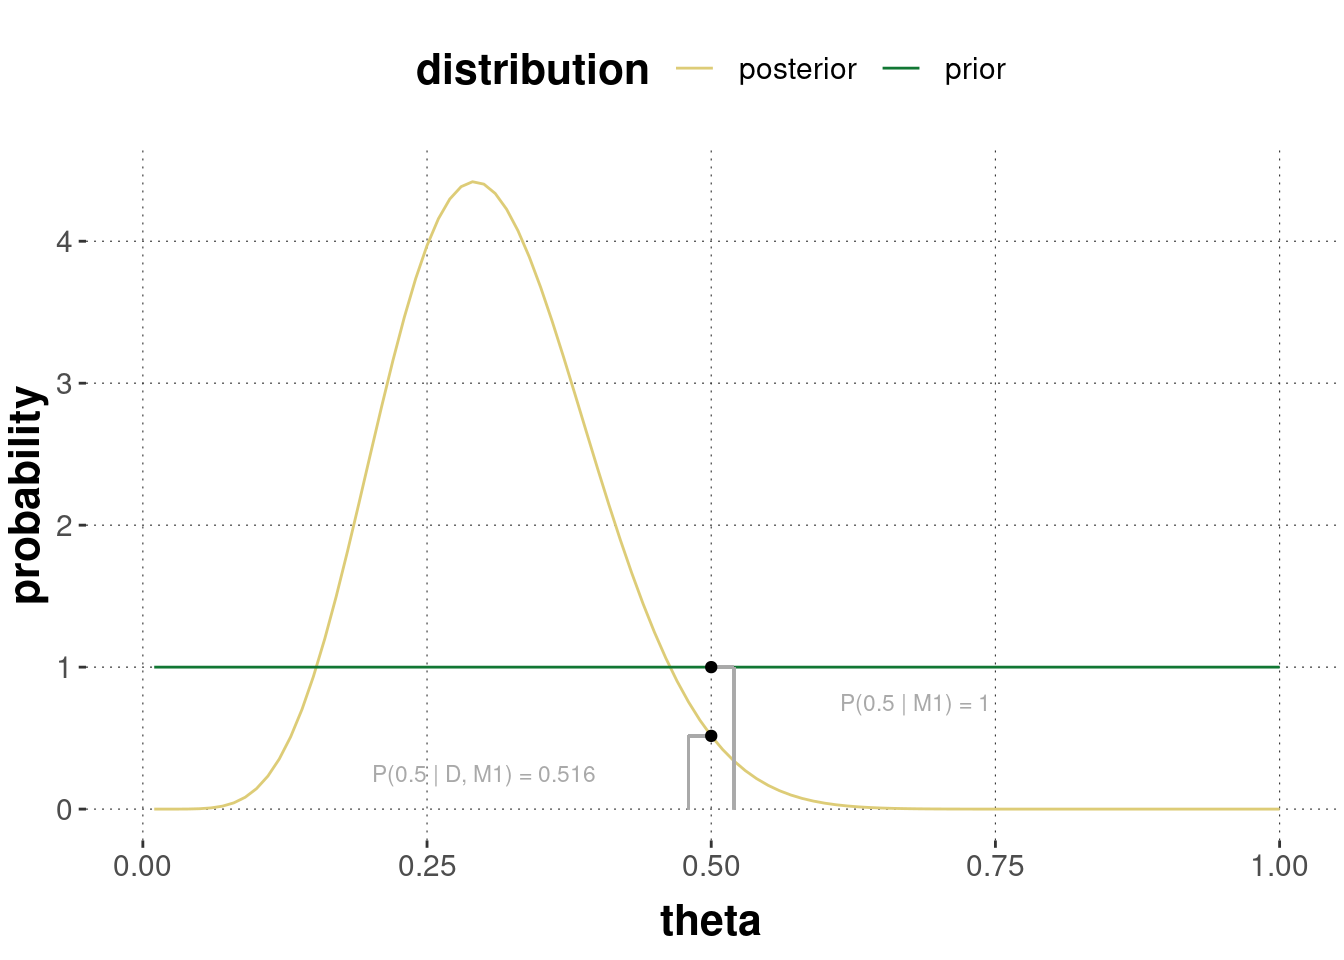 distribution posterior prior
4
3
2
1
0
probability
P(0.5 | M1) = 1
P(0.5 | D, M1) = 0.516
0.00 0.25 0.50 0.75 1.00
theta